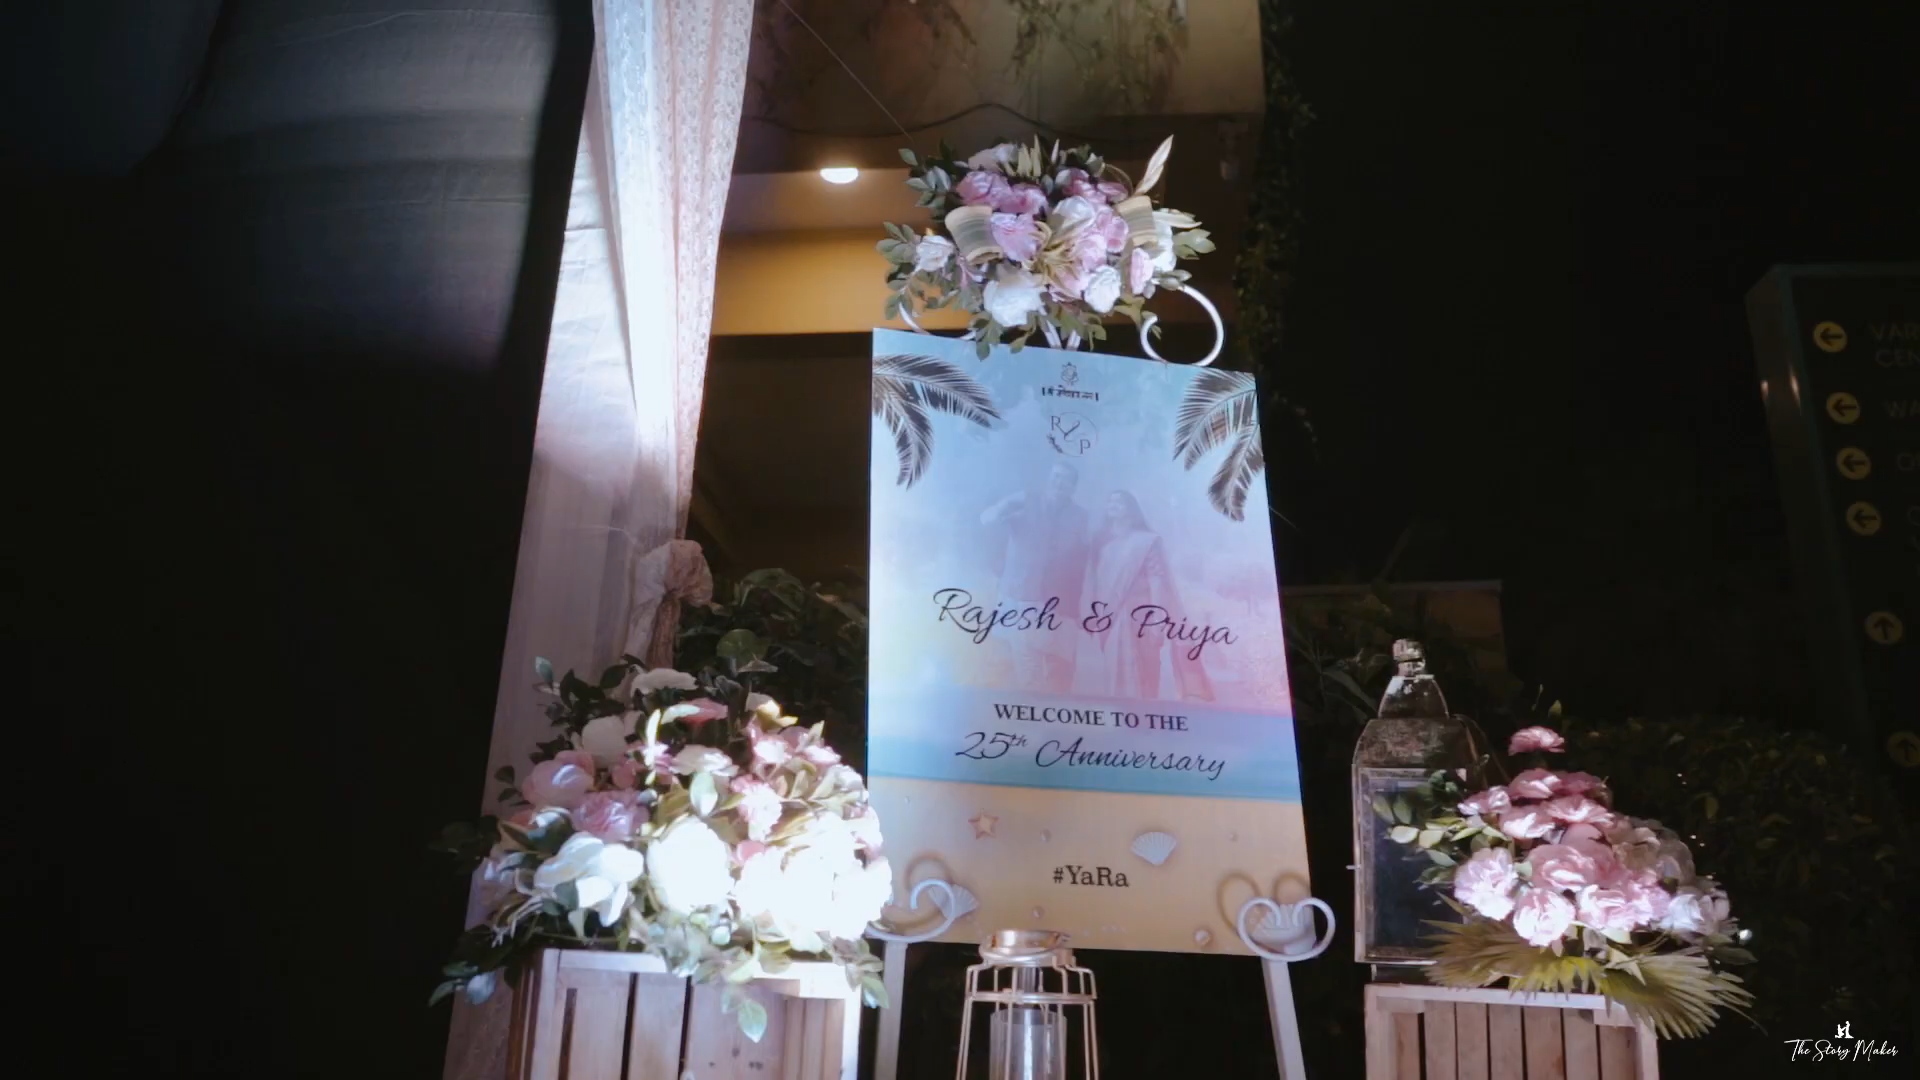 R
P
Rajesh & Priya
WELCOME TO THE
25th Anniversary
#YaRa
The Story Maker